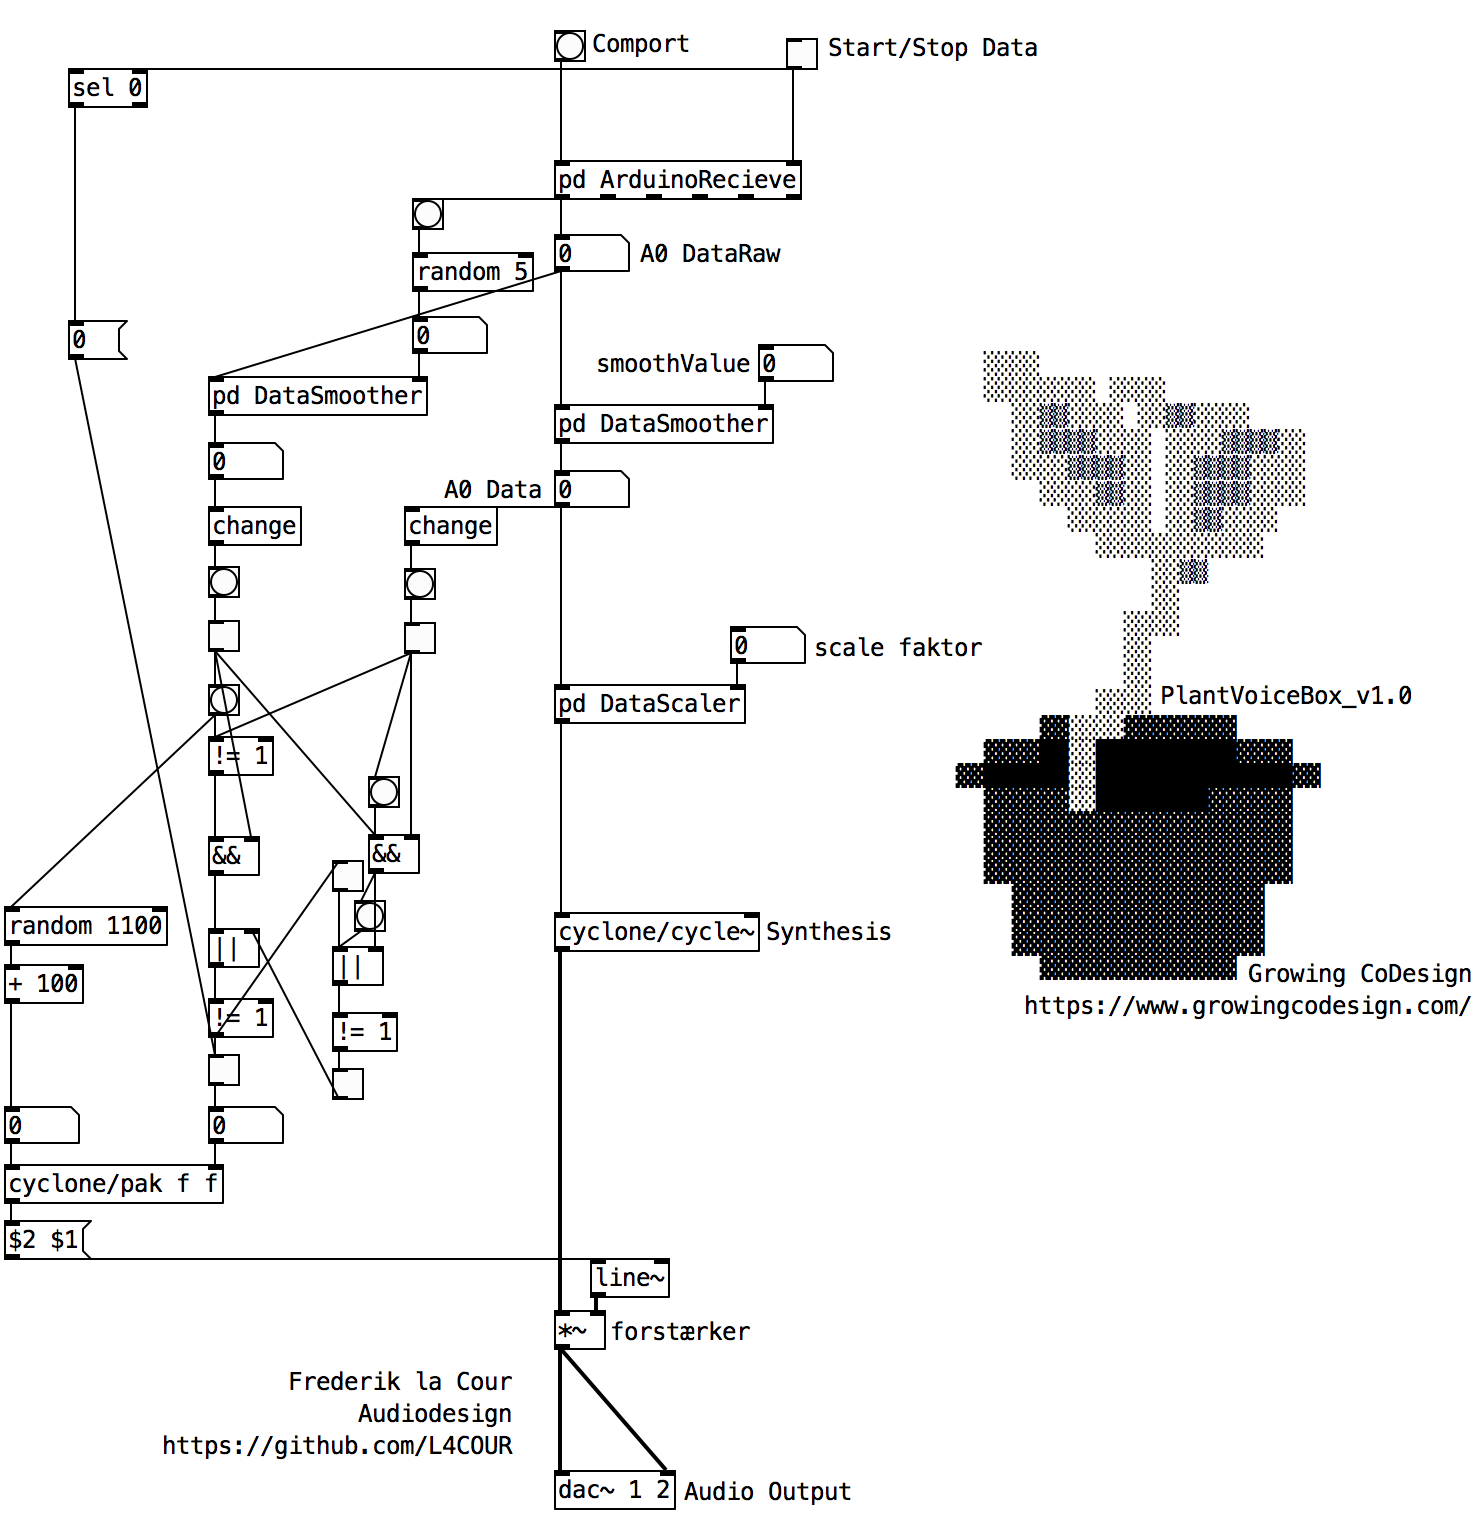 Comport
Start/Stop Data
sel 0
pd ArduinoRecieve
0
A0 DataRaw
random 5
0
0
smoothValue
0
pd DataSmoother
pd DataSmoother
0
A0 Data
0
change
change
0
scale faktor
pd DataScaler
PlantVoiceBox_v1.0
!= 1
&&
&&
random 1100
||
cyclone/cycle~
Synthesis
||
+ 100
Growing CoDesign
https://www.growingcodesign.com/
!= 1
!= 1
0
0
cyclone/pak f f
$2 $1
line~
*~
forstærker
Frederik la Cour
Audiodesign
https://github.com/L4COUR
dac~ 1 2
Audio Output